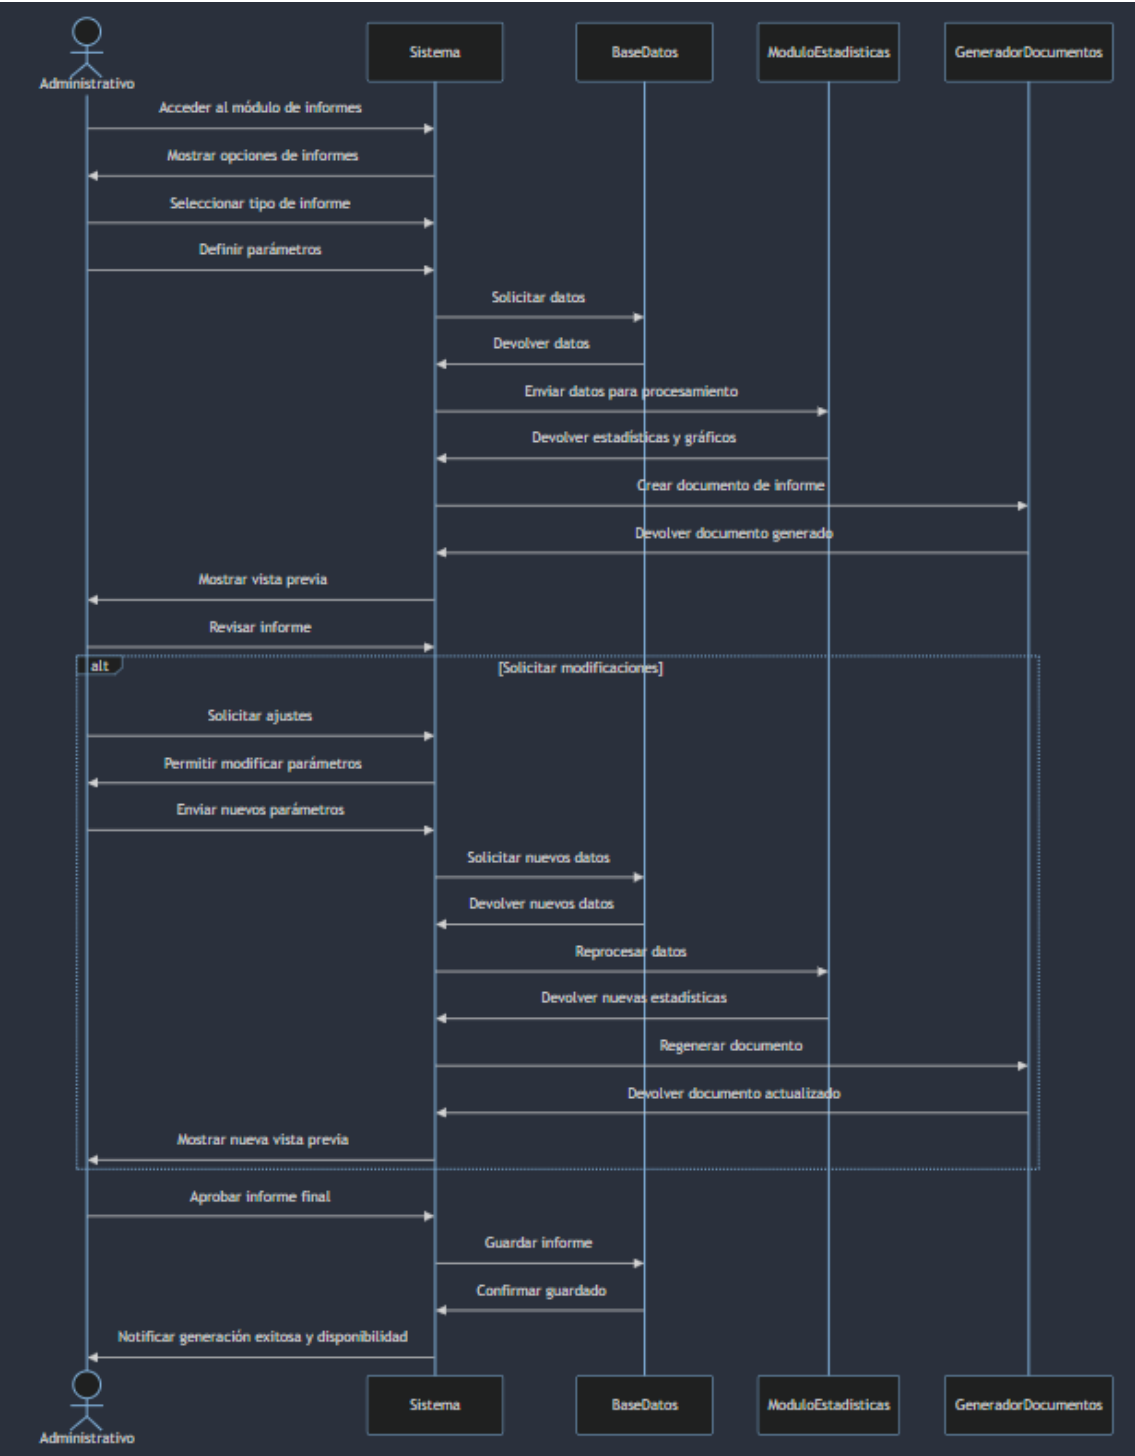 Administrativo
Sistema
BaseDatos
ModuloEstadisticas
GeneradorDocumentos
Acceder al módulo de informes
Mostrar opciones de informes
Seleccionar tipo de informe
Definir parámetros
Solicitar datos
Devolver datos
Enviar datos para procesamiento
Devolver estadísticas y gráficos
Crear documento de informe
Devolver documento generado
Mostrar vista previa
Revisar informe
alt
[Solicitar modificaciones]
Solicitar ajustes
Permitir modificar parámetros
Enviar nuevos parámetros
Solicitar nuevos datos
Devolver nuevos datos
Reprocesar datos
Devolver nuevas estadísticas
Regenerar documento
Devolver documento actualizado
Mostrar nueva vista previa
Aprobar informe final
Guardar informe
Confirmar guardado
Notificar generación exitosa y disponibilidad
Administrativo
Sistema
BaseDatos
ModuloEstadisticas
GeneradorDocumentos